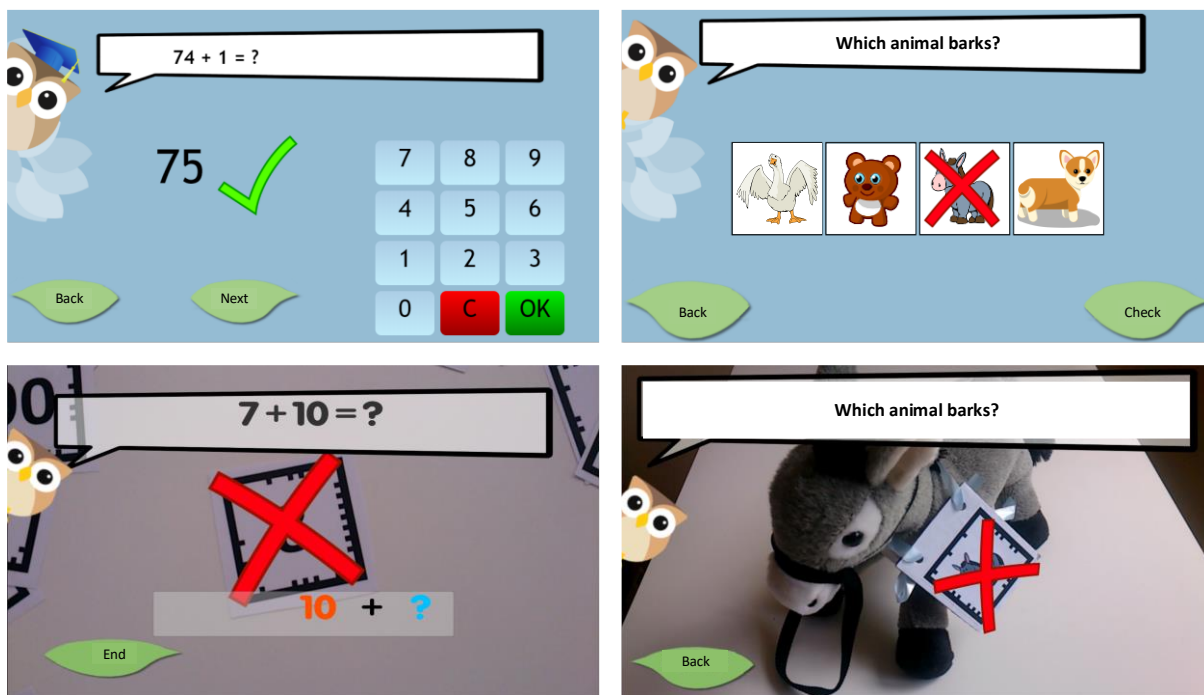 74 + 1 = ?
75
7 8 9
4 5 6
1 2 3
0 C OK
Back
Next
Which animal barks?
Back
Check
7+10=?
10 + ?
End
Which animal barks?
Back